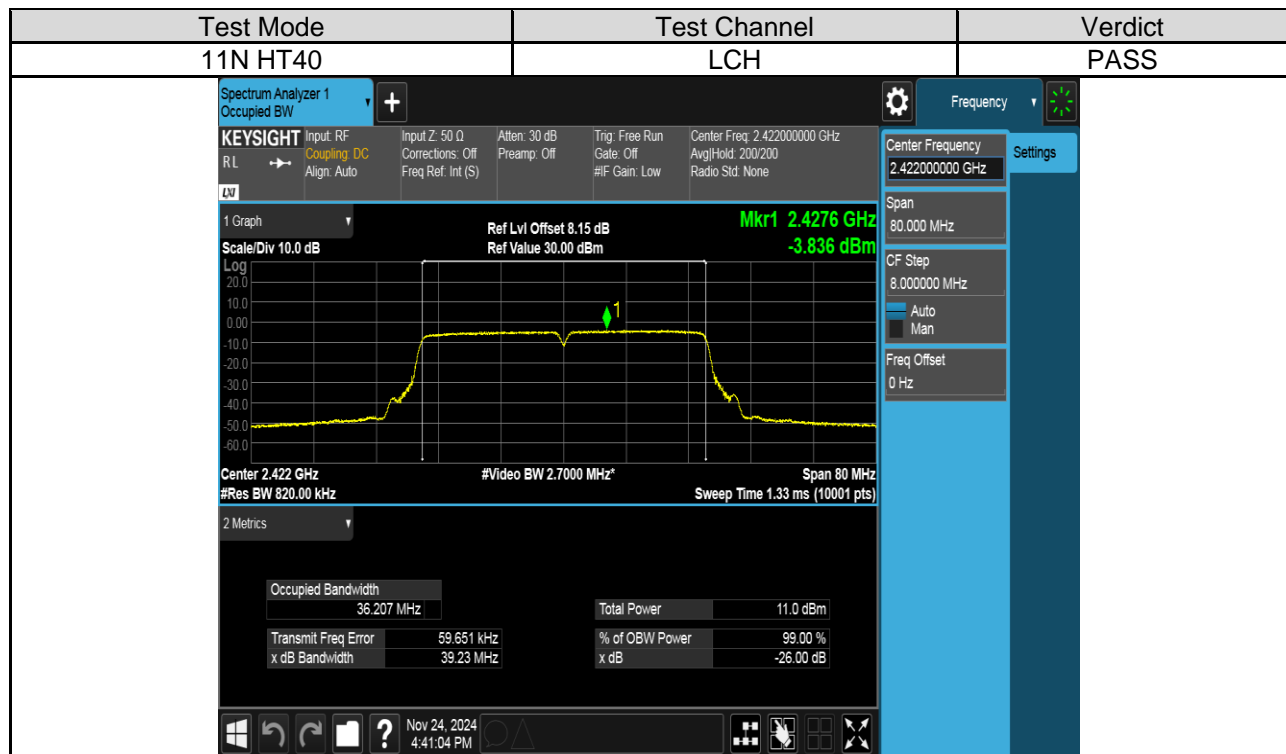 Test Mode Test Channel Verdict
11N HT40 LCH PASS
Spectrum Analyzer 1
Occupied BW
+
Frequency
KEYSIGHT Input: RF Input Z: 50 Ω Atten: 30 dB Trig: Free Run Center Freq: 2.422000000 GHz
R L Coupling: DC Corrections: Off Preamp: Off Gate: Off Avg|Hold: 200/200
Align: Auto Freq Ref: Int (S) #IF Gain: Low Radio Std: None
LXI
Center Frequency
2.422000000 GHz
Settings
Span
80.000 MHz
CF Step
8.000000 MHz
Auto
Man
Freq Offset
0 Hz
1 Graph
Ref Lvl Offset 8.15 dB Mkr1 2.4276 GHz
Scale/Div 10.0 dB Ref Value 30.00 dBm -3.836 dBm
Log
20.0
10.0
0.00
-10.0
-20.0
-30.0
-40.0
-50.0
-60.0
1
Center 2.422 GHz #Video BW 2.7000 MHz* Span 80 MHz
#Res BW 820.00 kHz Sweep Time 1.33 ms (10001 pts)
2 Metrics
Occupied Bandwidth
36.207 MHz Total Power 11.0 dBm
Transmit Freq Error 59.651 kHz % of OBW Power 99.00 %
x dB Bandwidth 39.23 MHz x dB -26.00 dB
? Nov 24, 2024
4:41:04 PM